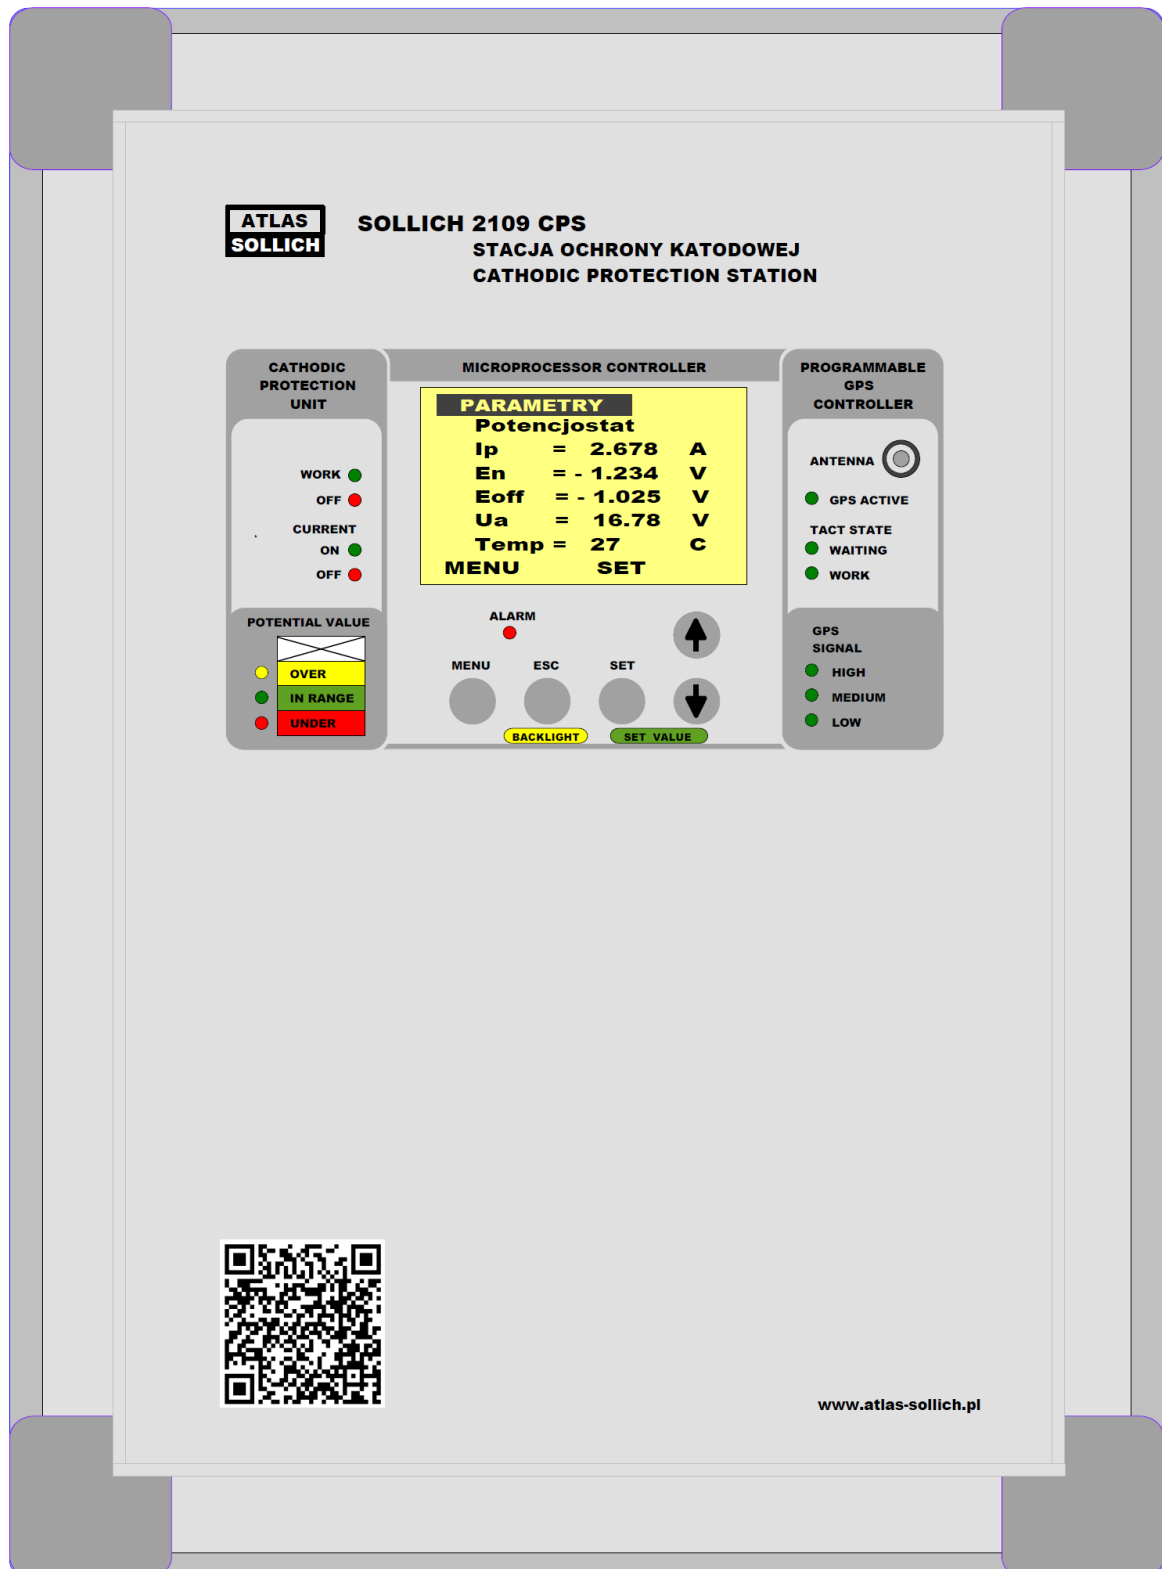 ATLAS
SOLLICH
SOLLICH 2109 CPS
STACJA OCHRONY KATODOWEJ
CATHODIC PROTECTION STATION
CATHODIC
PROTECTION
UNIT
WORK
OFF
CURRENT
ON
OFF
POTENTIAL VALUE
OVER
IN RANGE
UNDER
MICROPROCESSOR CONTROLLER
PARAMETRY
Potencjostat
Ip = 2.678 A
En = - 1.234 V
Eoff = - 1.025 V
Ua = 16.78 V
Temp = 27 C
MENU SET
ALARM
MENU ESC SET
BACKLIGHT SET VALUE
PROGRAMMABLE
GPS
CONTROLLER
ANTENNA
GPS ACTIVE
TACT STATE
WAITING
WORK
GPS
SIGNAL
HIGH
MEDIUM
LOW
www.atlas-sollich.pl